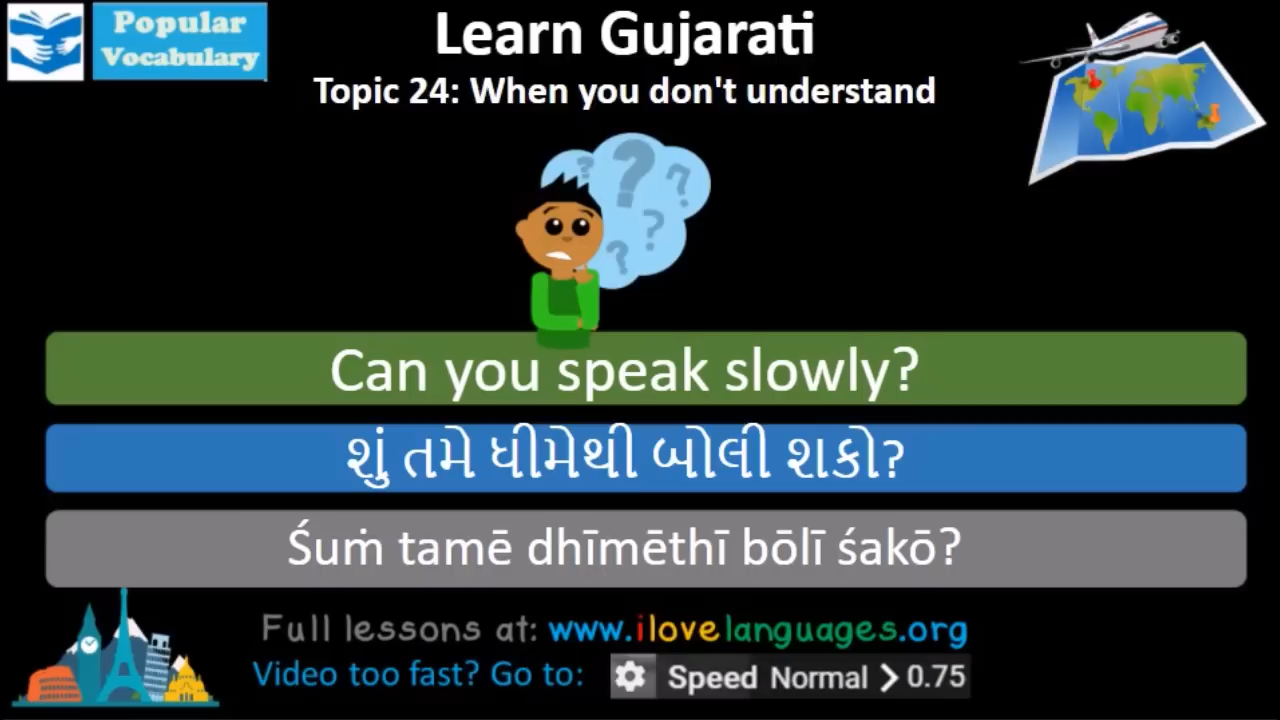 Popular
Vocabulary
Learn Gujarati
Topic 24: When you don't understand
Can you speak slowly?
શું તમે ધીમેથી બોલી શકો?
Śuṁ tamē dhīmēthī bōlī śakō?
Full lessons at: www.ilovelanguages.org
Video too fast? Go to: Speed Normal > 0.75